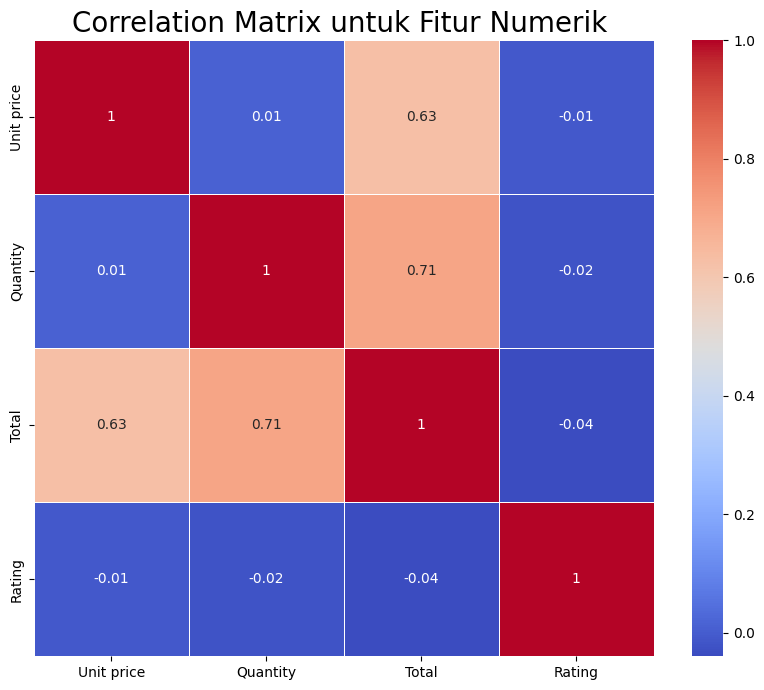 Correlation Matrix untuk Fitur Numerik
Unit price
1
0.01
0.63
-0.01
Quantity
0.01
1
0.71
-0.02
Total
0.63
0.71
1
-0.04
Rating
-0.01
-0.02
-0.04
1
Unit price
Quantity
Total
Rating
1.0
0.8
0.6
0.4
0.2
0.0